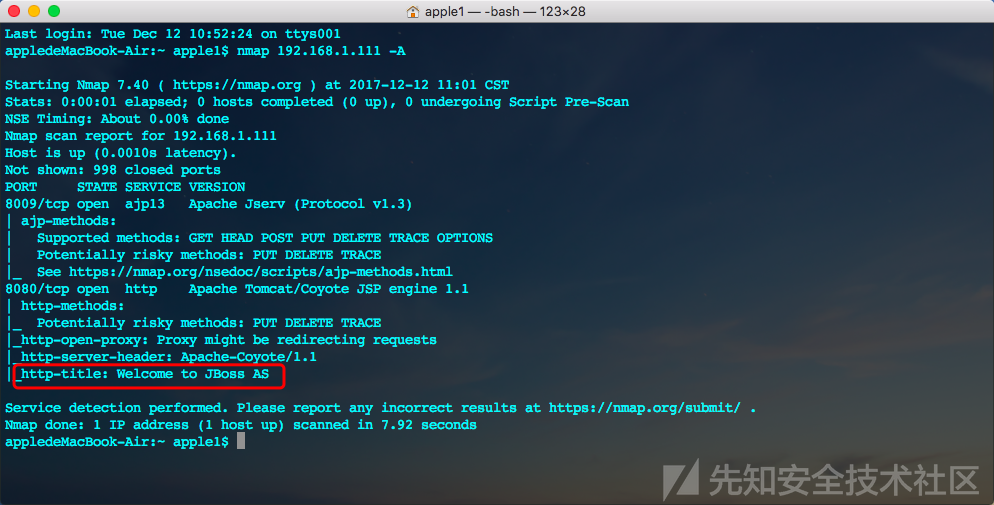 apple1 — -bash — 123×28
Last login: Tue Dec 12 10:52:24 on ttys001
appledeMacBook-Air:~ apple1$ nmap 192.168.1.111 -A
Starting Nmap 7.40 ( https://nmap.org ) at 2017-12-12 11:01 CST
Stats: 0:00:01 elapsed; 0 hosts completed (0 up), 0 undergoing Script Pre-Scan
NSE Timing: About 0.00% done
Nmap scan report for 192.168.1.111
Host is up (0.0010s latency).
Not shown: 998 closed ports
PORT     STATE SERVICE VERSION
8009/tcp open  ajp13   Apache Jserv (Protocol v1.3)
| ajp-methods:
|   Supported methods: GET HEAD POST PUT DELETE TRACE OPTIONS
|   Potentially risky methods: PUT DELETE TRACE
|_  See https://nmap.org/nsedoc/scripts/ajp-methods.html
8080/tcp open  http    Apache Tomcat/Coyote JSP engine 1.1
| http-methods:
|_  Potentially risky methods: PUT DELETE TRACE
|_http-open-proxy: Proxy might be redirecting requests
|_http-server-header: Apache-Coyote/1.1
|_http-title: Welcome to JBoss AS
Service detection performed. Please report any incorrect results at https://nmap.org/submit/ .
Nmap done: 1 IP address (1 host up) scanned in 7.92 seconds
appledeMacBook-Air:~ apple1$
先知安全技术社区